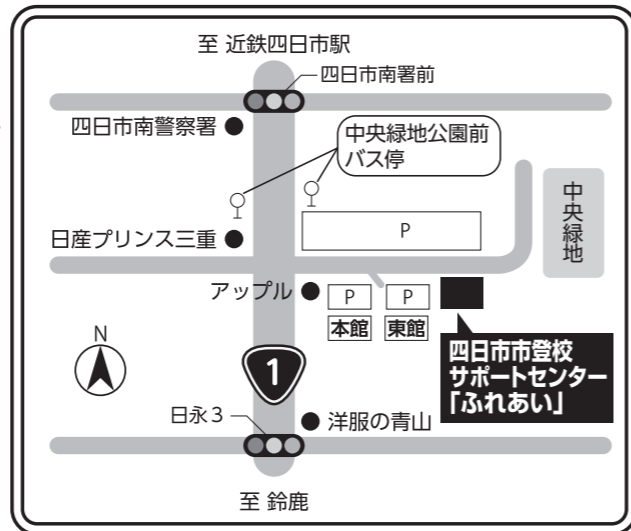 至 近鉄四日市駅
四日市南署前
四日市南警察署
中央緑地公園前
バス停
日産プリンス三重
P
中央緑地
アップル
P
P
本館
東館
四日市市登校
サポートセンター
「ふれあい」
N
1
日永3
洋服の青山
至 鈴鹿